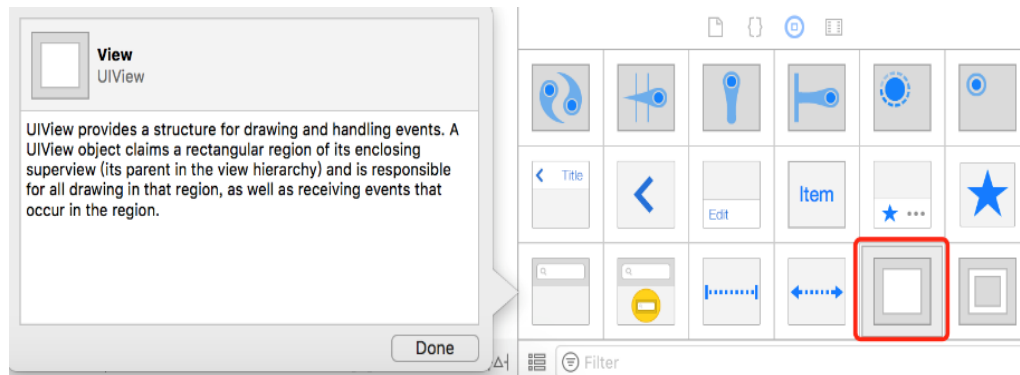 View
UIView
UIView provides a structure for drawing and handling events. A
UIView object claims a rectangular region of its enclosing
superview (its parent in the view hierarchy) and is responsible
for all drawing in that region, as well as receiving events that
occur in the region.
Done
{}
Title
Edit
Item
Filter